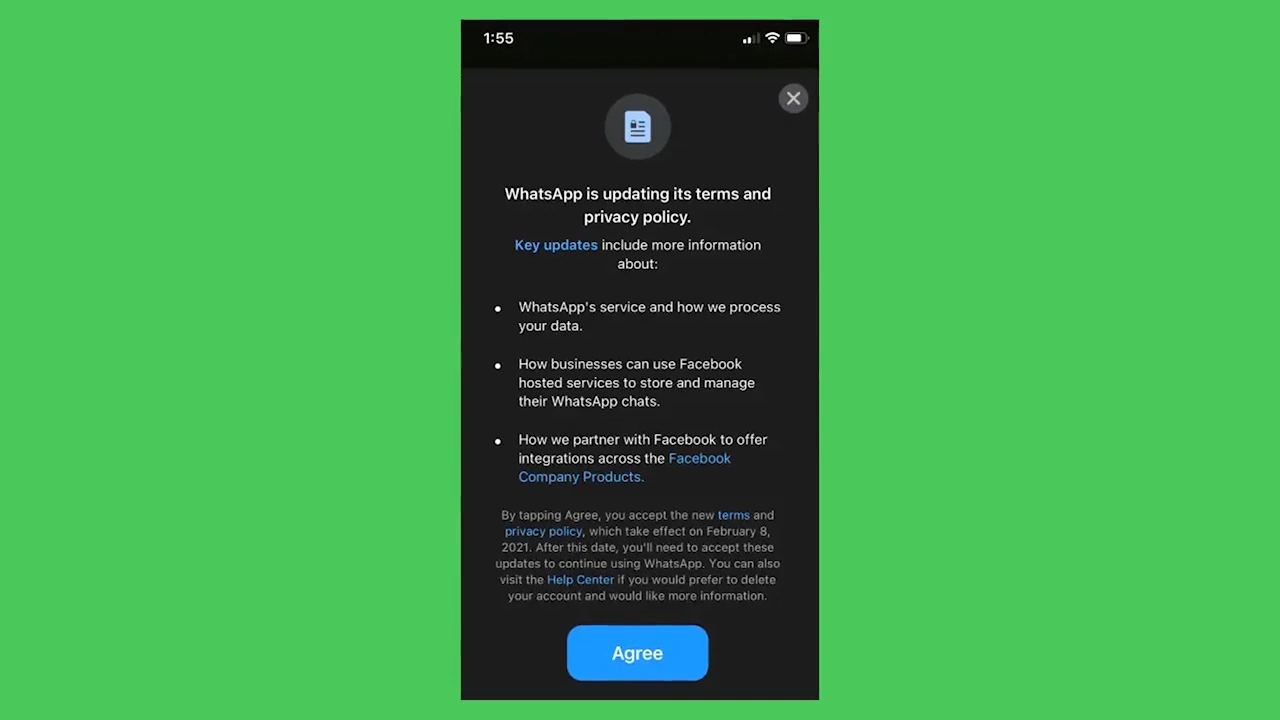 1:55
WhatsApp is updating its terms and
privacy policy.
Key updates include more information
about:
• WhatsApp's service and how we process
your data.
• How businesses can use Facebook
hosted services to store and manage
their WhatsApp chats.
• How we partner with Facebook to offer
integrations across the Facebook
Company Products.
By tapping Agree, you accept the new terms and
privacy policy, which take effect on February 8,
2021. After this date, you'll need to accept these
updates to continue using WhatsApp. You can also
visit the Help Center if you would prefer to delete
your account and would like more information.
Agree